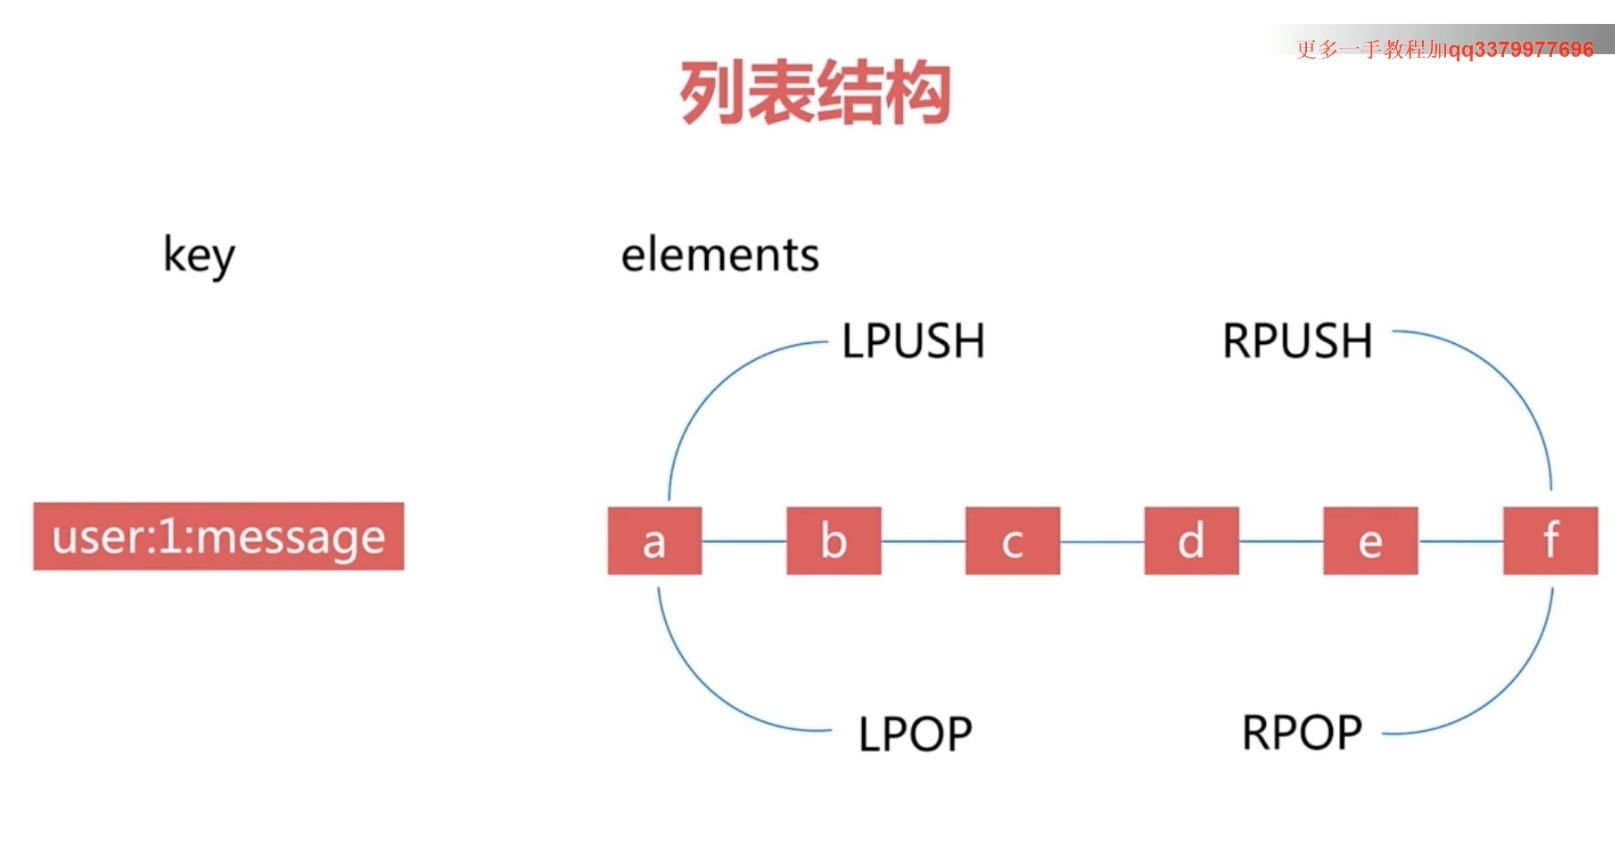 更多一手教程加qq3379977696
列表结构
key
elements
LPUSH
RPUSH
user:1:message
a
b
c
d
e
f
LPOP
RPOP